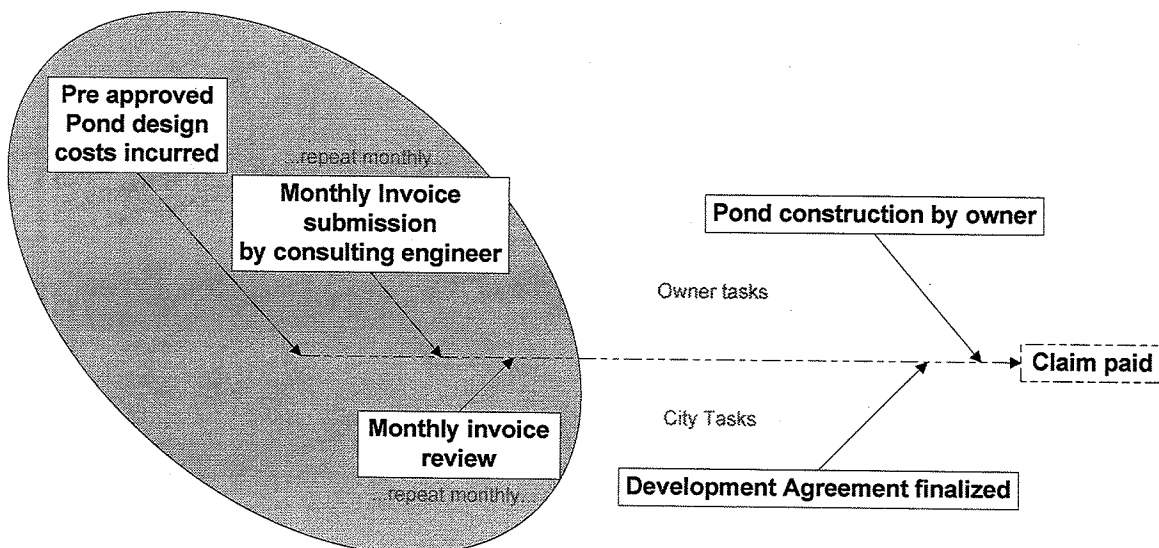 Pre approved
Pond design
costs incurred
...repeat monthly...
Monthly Invoice
submission
by consulting engineer
Pond construction by owner
Owner tasks
Claim paid
City Tasks
Monthly invoice
review
...repeat monthly...
Development Agreement finalized